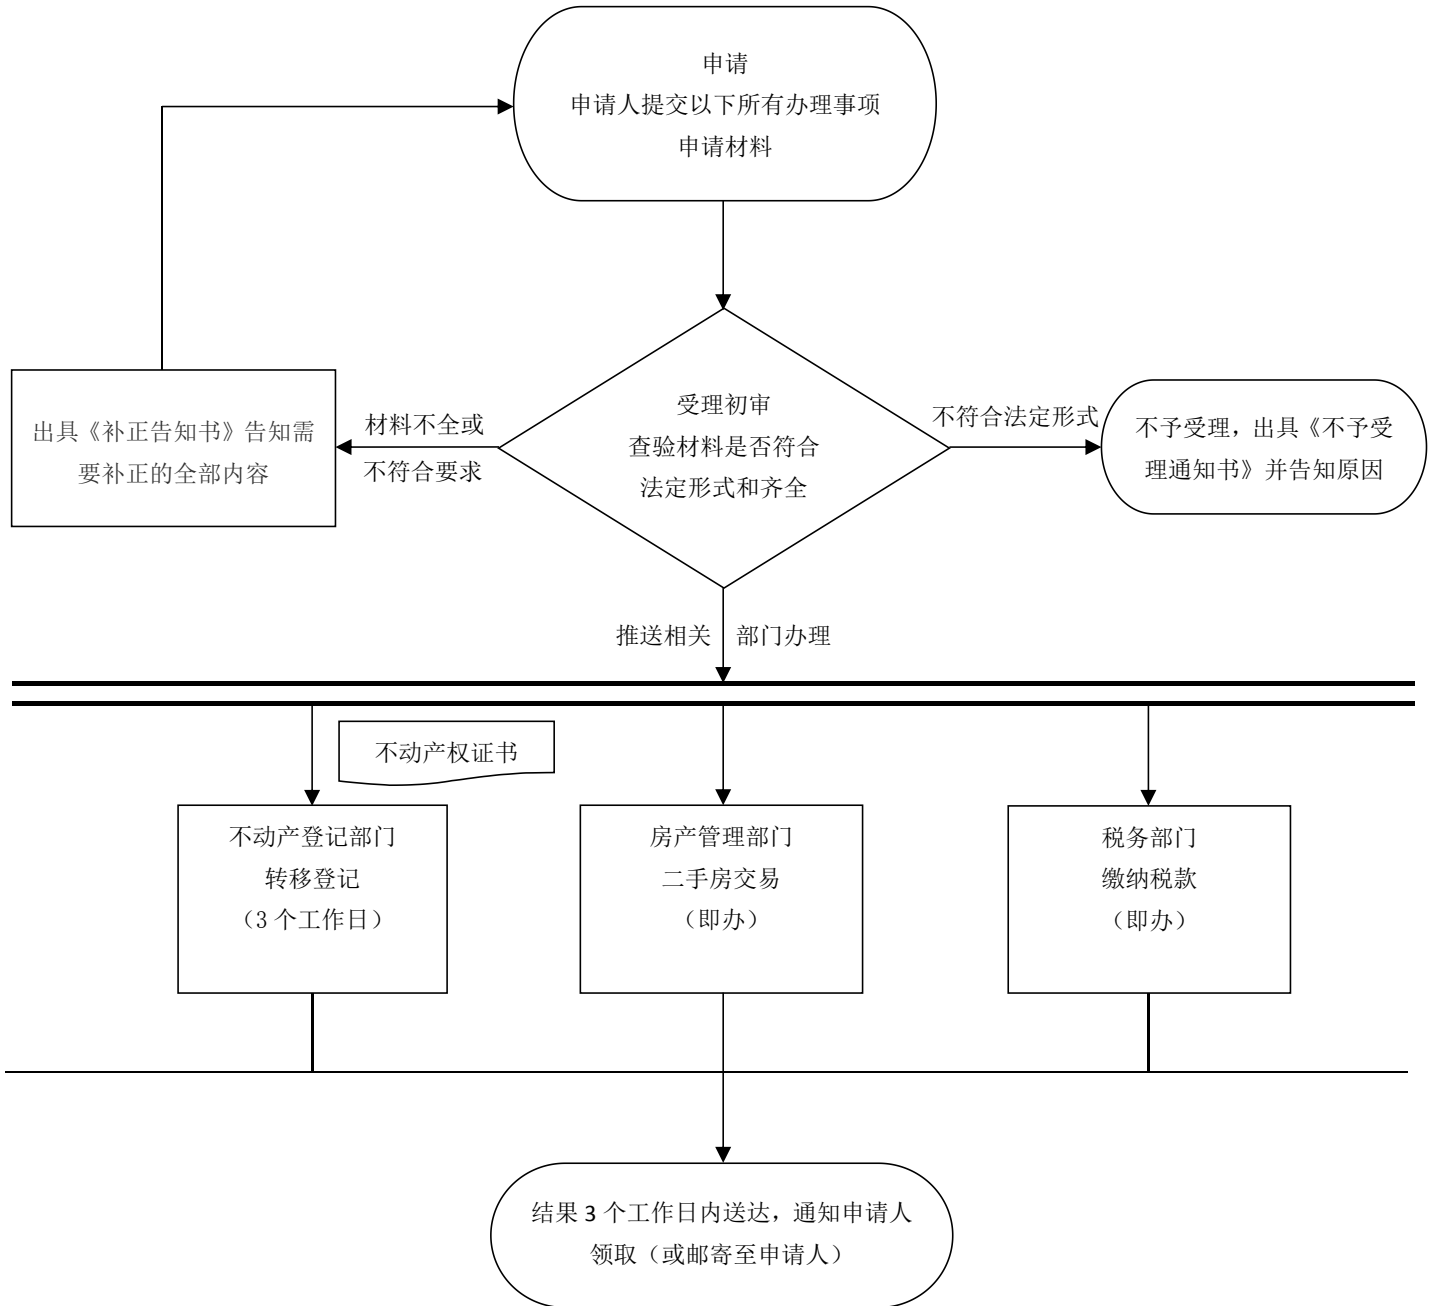 申请
申请人提交以下所有办理事项
申请材料
出具《补正告知书》告知需
要补正的全部内容
材料不全或
不符合要求
受理初审
查验材料是否符合
法定形式和齐全
不符合法定形式
不予受理，出具《不予受
理通知书》并告知原因
推送相关 部门办理
不动产权证书
不动产登记部门
转移登记
（3 个工作日）
房产管理部门
二手房交易
（即办）
税务部门
缴纳税款
（即办）
结果 3 个工作日内送达，通知申请人
领取（或邮寄至申请人）